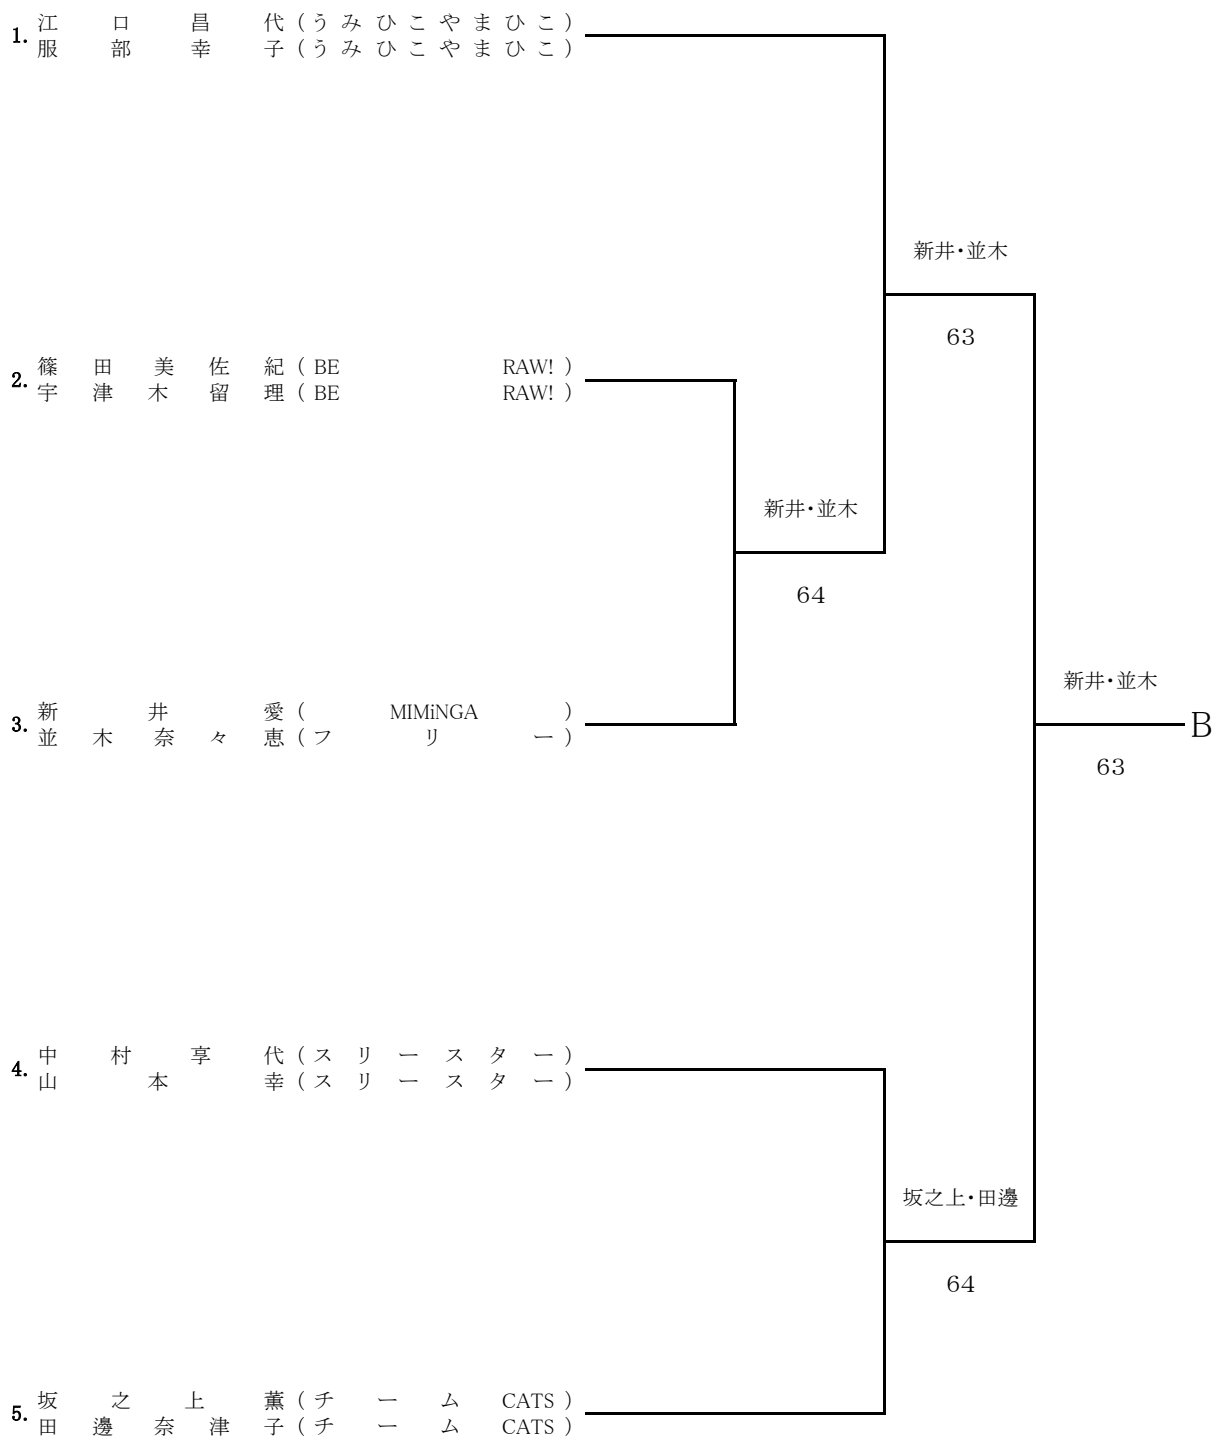 1. 江口昌代(うみひこやまひこ)
服部幸子(うみひこやまひこ)
新井・並木
63
2. 篠田美佐紀( BE RAW! )
宇津木留理( BE RAW! )
新井・並木
64
新井・並木
3. 新井愛( MIMiNGA )
並木奈々恵(フリー)
B
63
4. 中村享代(スリースター)
山本幸(スリースター)
坂之上・田邊
64
5. 坂之上薫(チームCATS)
田邊奈津子(チームCATS)